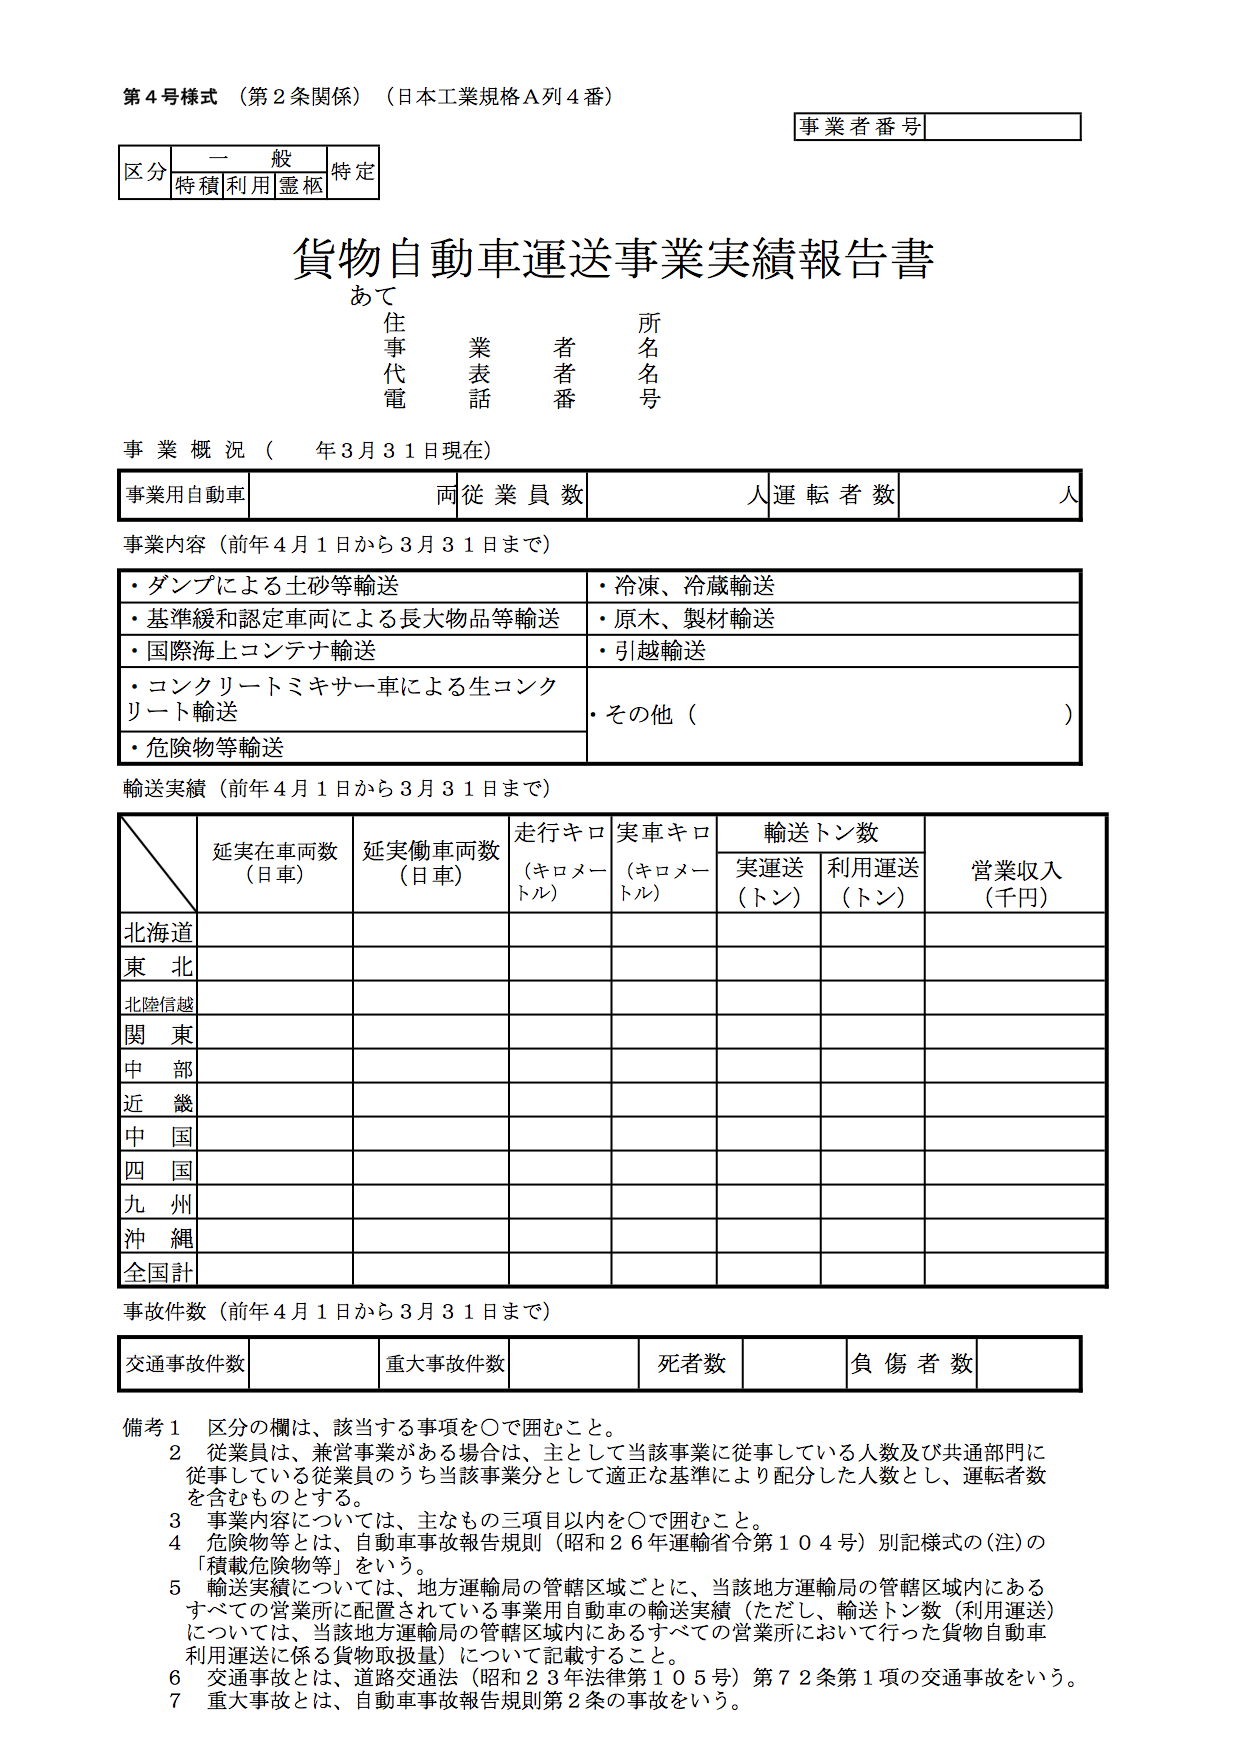 第４号様式　（第２条関係）（日本工業規格Ａ列４番）
事業者番号
区分　一　般　特定
特積　利用　霊柩
貨物自動車運送事業実績報告書
あて
住　所
事　業　者　名
代　表　者　名
電　話　番　号
事　業　概　況　（　　年３月３１日現在）
事業用自動車　両　従業員数　人　運転者数　人
事業内容（前年４月１日から３月３１日まで）
・ダンプによる土砂等輸送　・冷凍、冷蔵輸送
・基準緩和認定車両による長大物品等輸送　・原木、製材輸送
・国際海上コンテナ輸送　・引越輸送
・コンクリートミキサー車による生コンク
リート輸送　・その他（　　）
・危険物等輸送
輸送実績（前年４月１日から３月３１日まで）
延実在車両数
（日車）
延実働車両数
（日車）
走行キロ
（キロメー
トル）
実車キロ
（キロメー
トル）
輸送トン数
実運送
（トン）
利用運送
（トン）
営業収入
（千円）
北海道
東　北
北陸信越
関　東
中　部
近　畿
中　国
四　国
九　州
沖　縄
全国計
事故件数（前年４月１日から３月３１日まで）
交通事故件数　重大事故件数　死者数　負傷者数
備考１　区分の欄は、該当する事項を〇で囲むこと。
２　従業員は、兼営事業がある場合は、主として当該事業に従事している人数及び共通部門に
従事している従業員のうち当該事業分として適正な基準により配分した人数とし、運転者数
を含むものとする。
３　事業内容については、主なもの三項目以内を〇で囲むこと。
４　危険物等とは、自動車事故報告規則（昭和２６年運輸省令第１０４号）別記様式の(注)の
「積載危険物等」をいう。
５　輸送実績については、地方運輸局の管轄区域ごとに、当該地方運輸局の管轄区域内にある
すべての営業所に配置されている事業用自動車の輸送実績（ただし、輸送トン数（利用運送）
については、当該地方運輸局の管轄区域内にあるすべての営業所において行った貨物自動車
利用運送に係る貨物取扱量）について記載すること。
６　交通事故とは、道路交通法（昭和２３年法律第１０５号）第７２条第１項の交通事故をいう。
７　重大事故とは、自動車事故報告規則第２条の事故をいう。